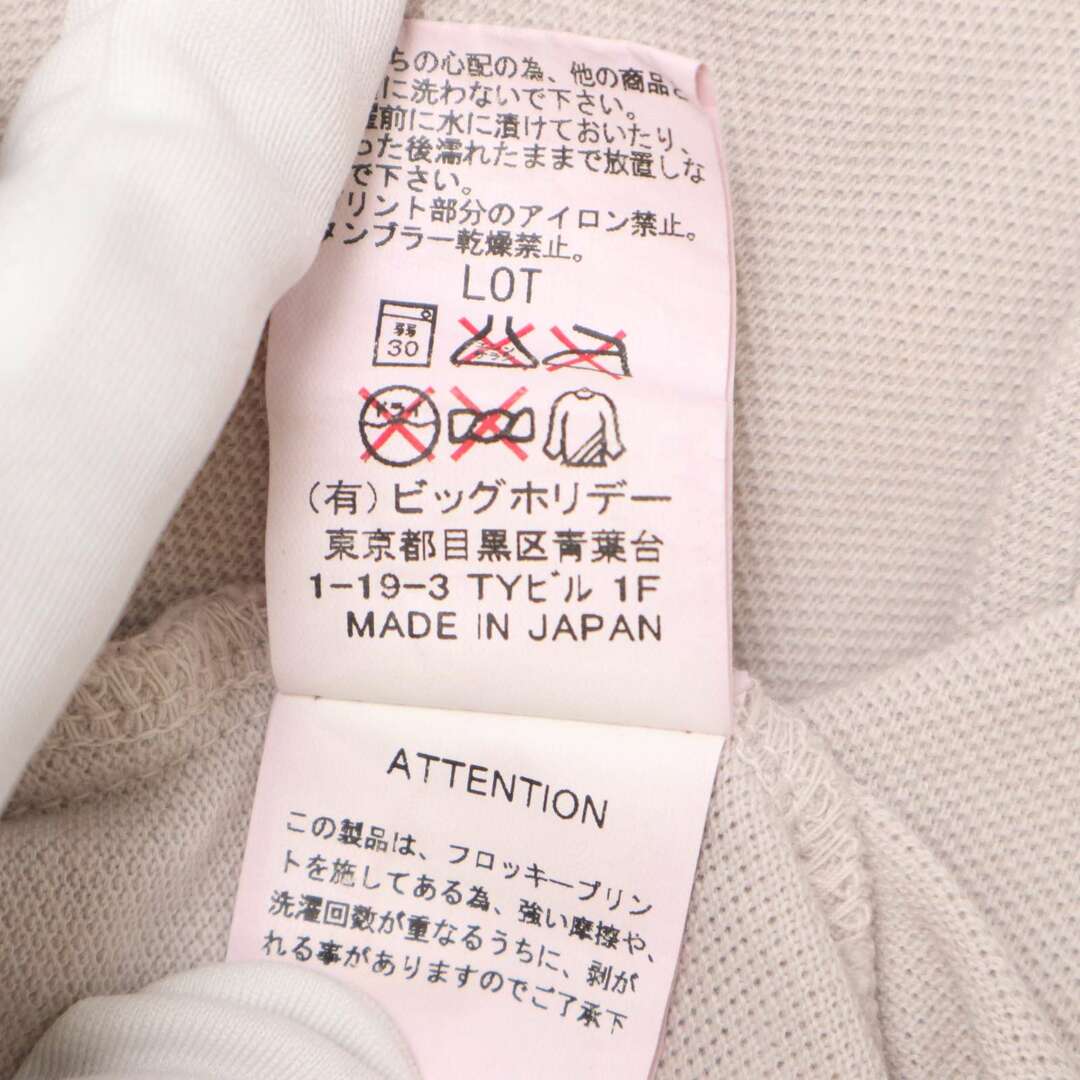 ちの心配の為、他の商品と
に洗わないで下さい。
前に水に漬けておいたり、
った後濡れたままで放置しな
で下さい。
リント部分のアイロン禁止。
ンブラー乾燥禁止。
LOT
弱
30
ドライ
(有)ビッグホリデー
東京都目黒区青葉台
1-19-3 TYビル 1F
MADE IN JAPAN
ATTENTION
この製品は、フロッキープリン
トを施してある為、強い摩擦や、
洗濯回数が重なるうちに、剥が
れる事がありますのでご了承下